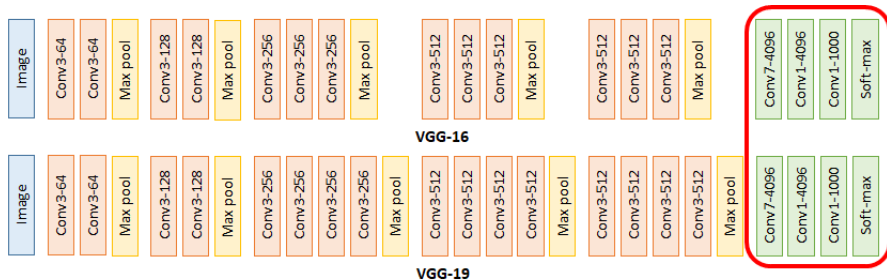 Image
Conv3-64
Conv3-64
Max pool
Conv3-128
Conv3-128
Max pool
Conv3-256
Conv3-256
Conv3-256
Max pool
Conv3-512
Conv3-512
Conv3-512
Max pool
Conv3-512
Conv3-512
Conv3-512
Max pool
Conv7-4096
Conv1-4096
Conv1-1000
Soft-max
VGG-16
Image
Conv3-64
Conv3-64
Max pool
Conv3-128
Conv3-128
Max pool
Conv3-256
Conv3-256
Conv3-256
Conv3-256
Max pool
Conv3-512
Conv3-512
Conv3-512
Conv3-512
Max pool
Conv3-512
Conv3-512
Conv3-512
Conv3-512
Max pool
Conv7-4096
Conv1-4096
Conv1-1000
Soft-max
VGG-19